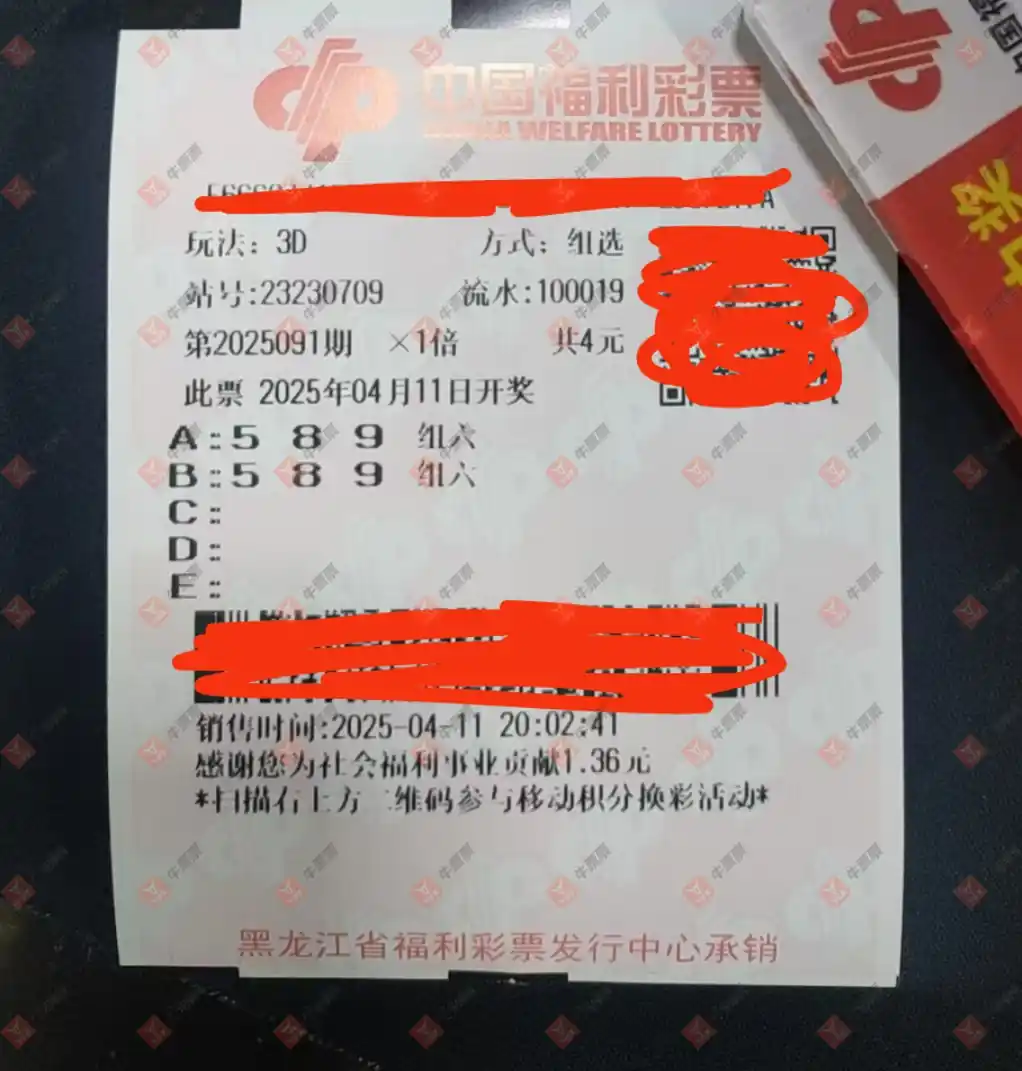 中国福利彩票
CHINA WELFARE LOTTERY
玩法：3D 方式：组选
站号:23230709 流水:100019
第2025091期 ×1倍 共4元
此票 2025年04月11日开奖
A:5 8 9 组六
B:5 8 9 组六
C:
D:
E:
销售时间:2025-04-11 20:02:41
感谢您为社会福利事业贡献1.36元
*扫描右上方二维码参与移动积分换彩活动*
黑龙江省福利彩票发行中心承销
中国福
牛票票